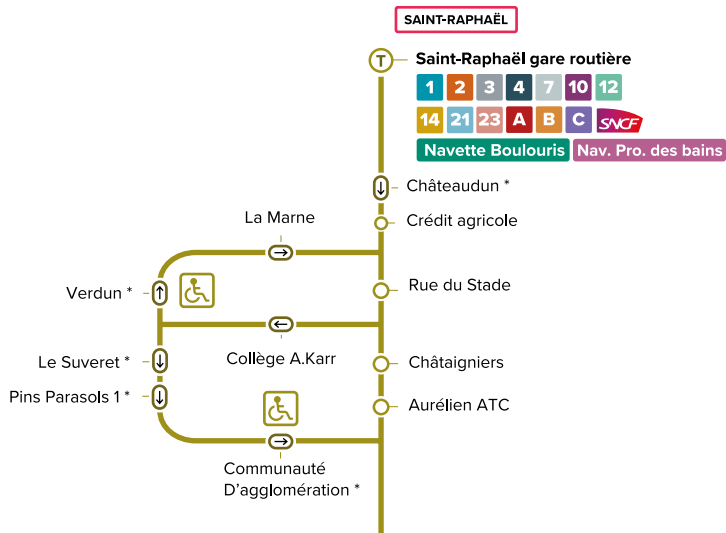 SAINT-RAPHAËL
T
Saint-Raphaël gare routière
1 2 3 4 7 10 12
14 21 23 A B C SNCF
Navette Boulouris Nav. Pro. des bains
Châteaudun *
La Marne
Crédit agricole
Verdun *
Rue du Stade
Le Suveret *
Collège A.Karr
Châtaigniers
Pins Parasols 1 *
Aurélien ATC
Communauté
D'agglomération *